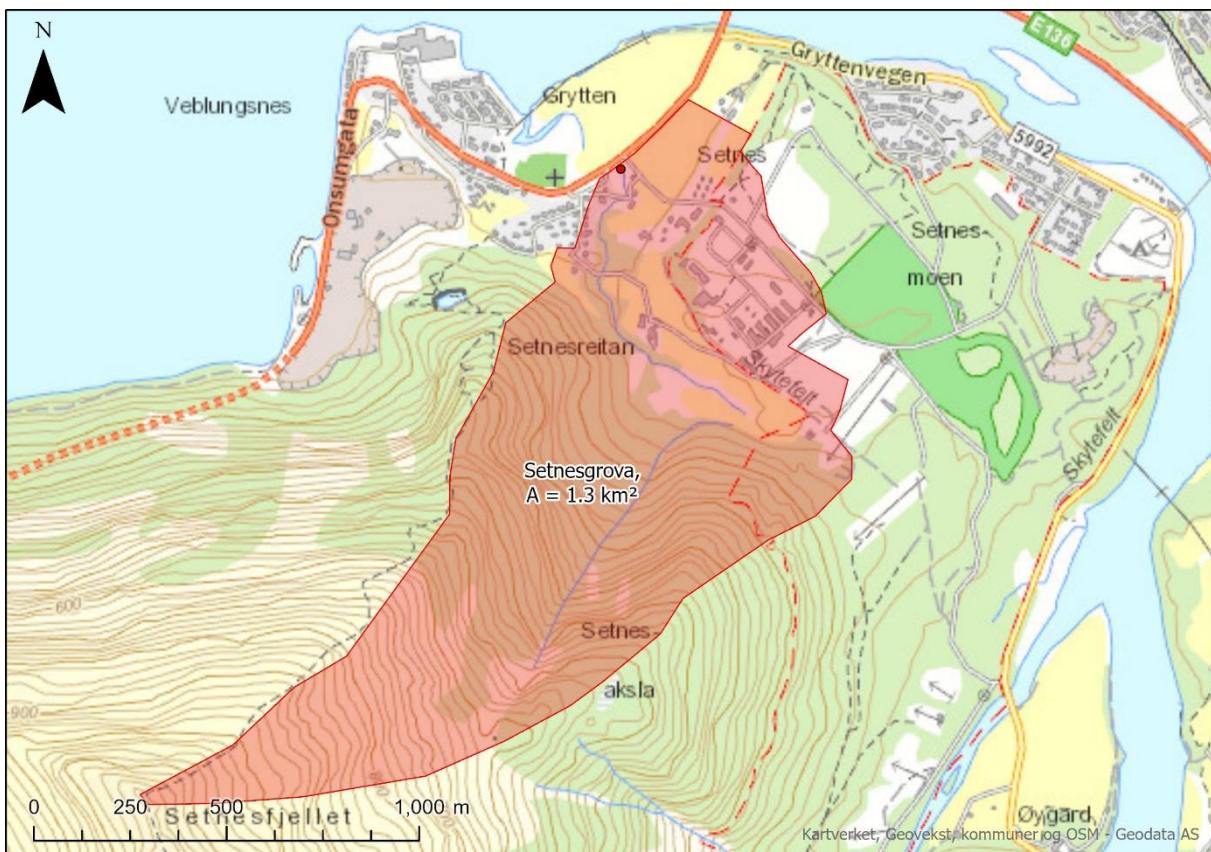 N
E136
Gryttenvegen
Veblungsnes
Grytten
5992
Onsumgata
Setnes
Setnes-
moen
Setnesreitan
Skytefelt
Skytefelt
Setnesgrova,
A = 1.3 km²
600
Setnes-
aksla
900
0 250 500 1,000 m
Setnesfjellet
Øygard
Kartverket, Geovekst, kommuner og OSM - Geodata AS